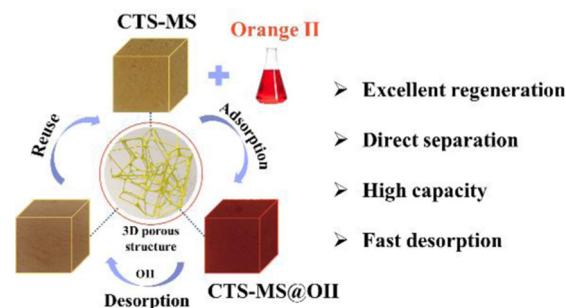 CTS-MS
Orange Π
Reuse
Adsorption
3D porous
structure
OII
Desorption
CTS-MS@OII
➢ Excellent regeneration
➢ Direct separation
➢ High capacity
➢ Fast desorption